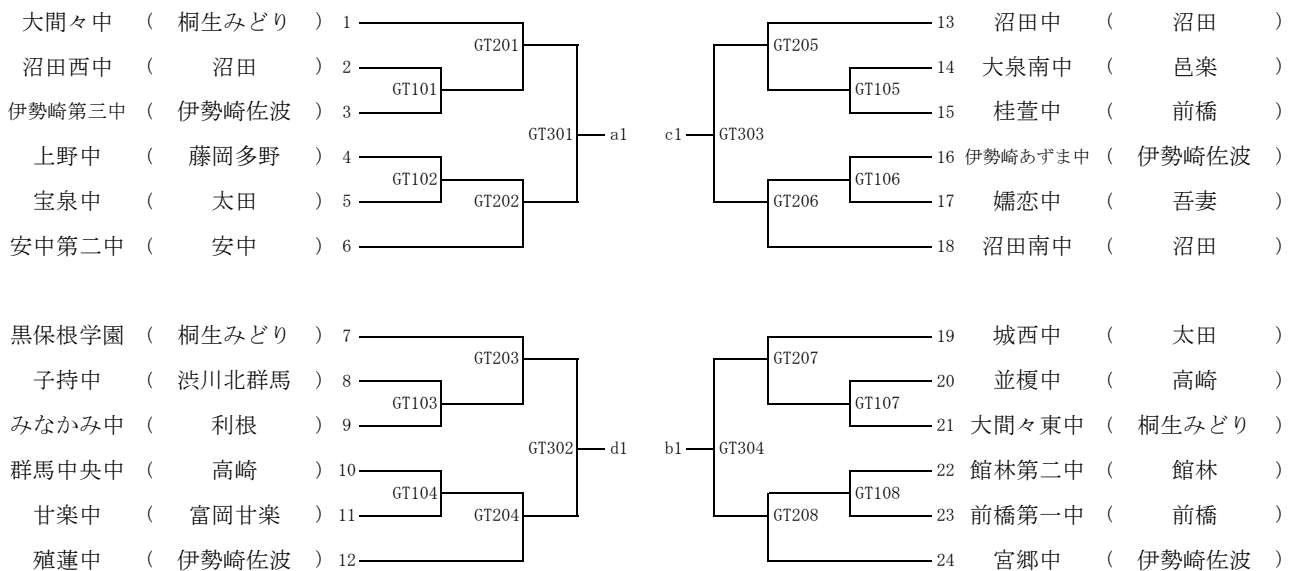 大間々中 ( 桐生みどり ) 1
沼田西中 ( 沼田 ) 2
伊勢崎第三中 ( 伊勢崎佐波 ) 3
上野中 ( 藤岡多野 ) 4
宝泉中 ( 太田 ) 5
安中第二中 ( 安中 ) 6
GT201
GT101
GT301 a1
GT102
GT202
13 沼田中 ( 沼田 )
14 大泉南中 ( 邑楽 )
15 桂萱中 ( 前橋 )
16 伊勢崎あずま中 ( 伊勢崎佐波 )
17 嬬恋中 ( 吾妻 )
18 沼田南中 ( 沼田 )
GT205
GT105
c1 GT303
GT106
GT206
黒保根学園 ( 桐生みどり ) 7
子持中 ( 渋川北群馬 ) 8
みなかみ中 ( 利根 ) 9
群馬中央中 ( 高崎 ) 10
甘楽中 ( 富岡甘楽 ) 11
殖蓮中 ( 伊勢崎佐波 ) 12
GT203
GT103
GT302 d1
GT104
GT204
19 城西中 ( 太田 )
20 並榎中 ( 高崎 )
21 大間々東中 ( 桐生みどり )
22 館林第二中 ( 館林 )
23 前橋第一中 ( 前橋 )
24 宮郷中 ( 伊勢崎佐波 )
GT207
GT107
b1 GT304
GT108
GT208